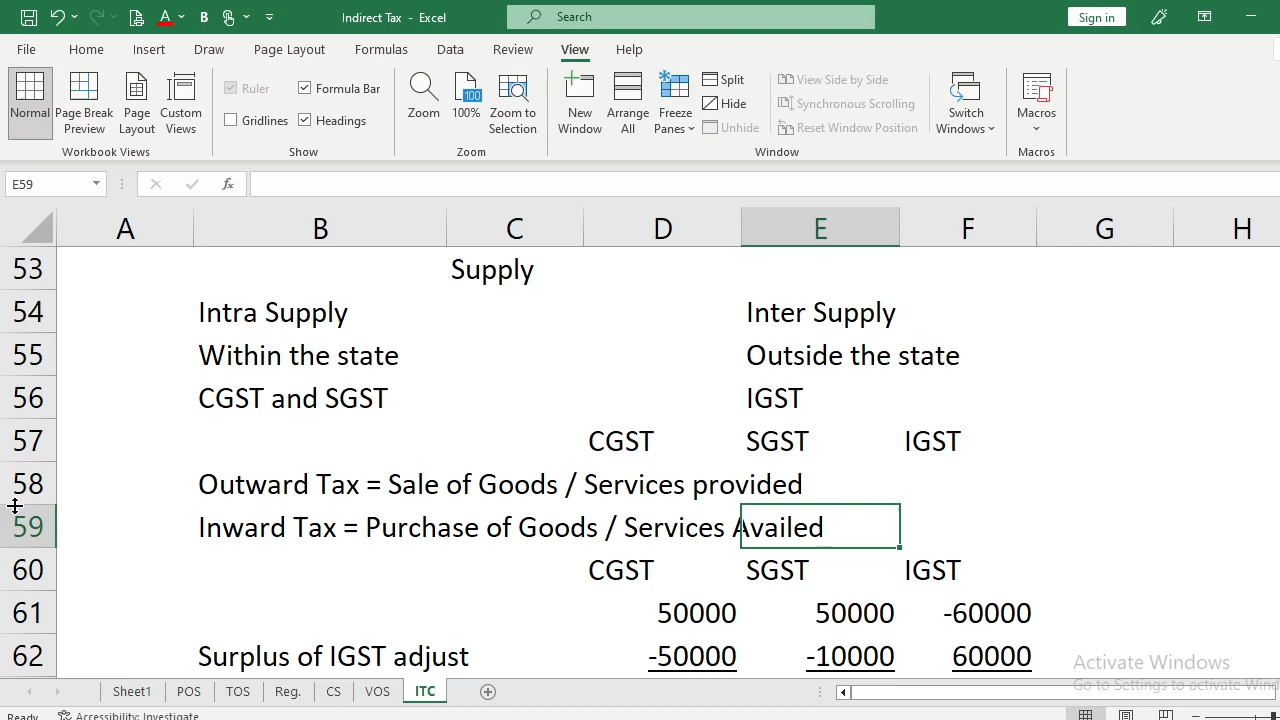 Indirect Tax - Excel
Search
Sign in
File Home Insert Draw Page Layout Formulas Data Review View Help
Normal
Page Break Preview
Page Layout
Custom Views
Workbook Views
Ruler
Formula Bar
Gridlines
Headings
Show
Zoom
100%
Zoom to Selection
Zoom
New Window
Arrange All
Freeze Panes
Split
Hide
Unhide
View Side by Side
Synchronous Scrolling
Reset Window Position
Window
Switch Windows
Macros
Macros
E59 fx
A B C D E F G H
53 Supply
54 Intra Supply Inter Supply
55 Within the state Outside the state
56 CGST and SGST IGST
57 CGST SGST IGST
58 Outward Tax = Sale of Goods / Services provided
59 Inward Tax = Purchase of Goods / Services Availed
60 CGST SGST IGST
61 50000 50000 -60000
62 Surplus of IGST adjust -50000 -10000 60000
Activate Windows
Go to Settings to activate Wind
Sheet1 POS TOS Reg. CS VOS ITC
Ready Accessibility: Investigate